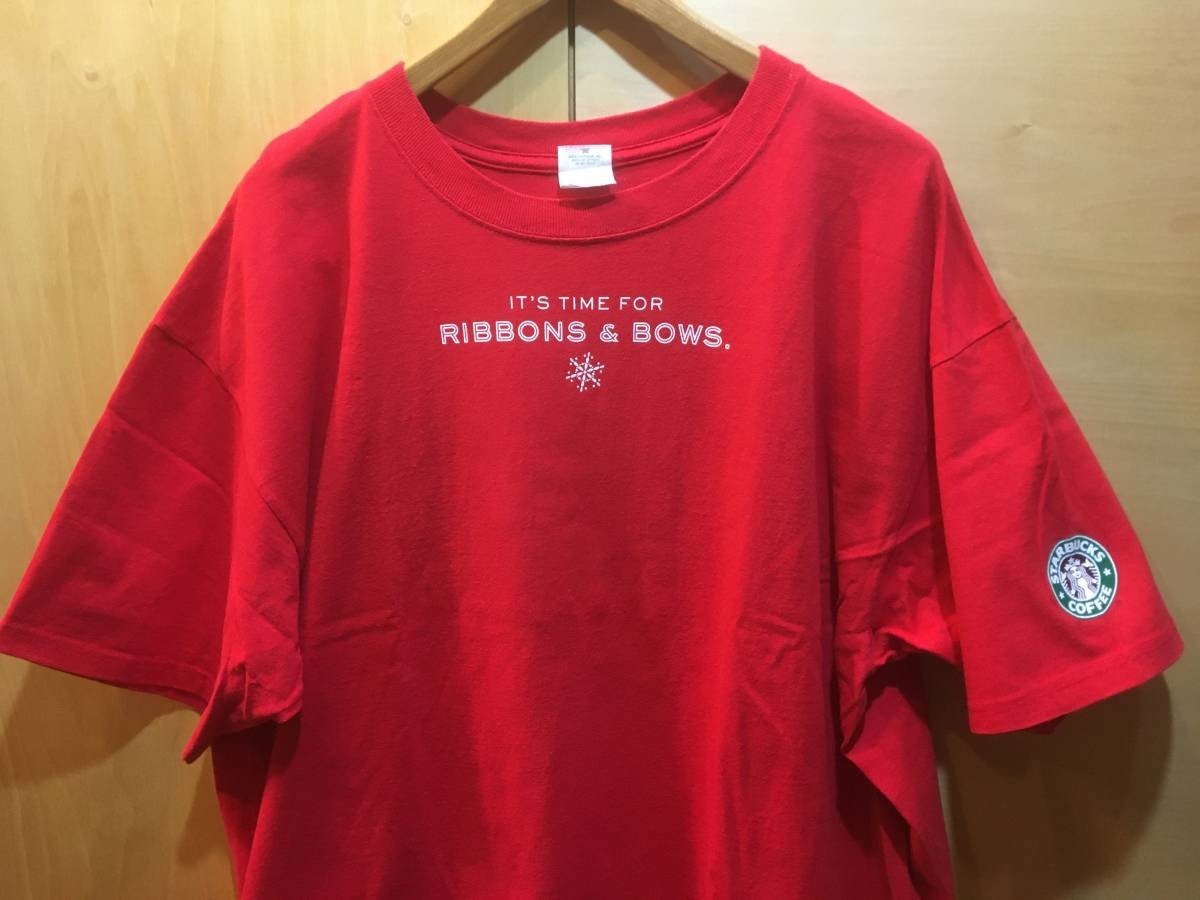 IT'S TIME FOR
RIBBONS & BOWS.
STARBUCKS
COFFEE